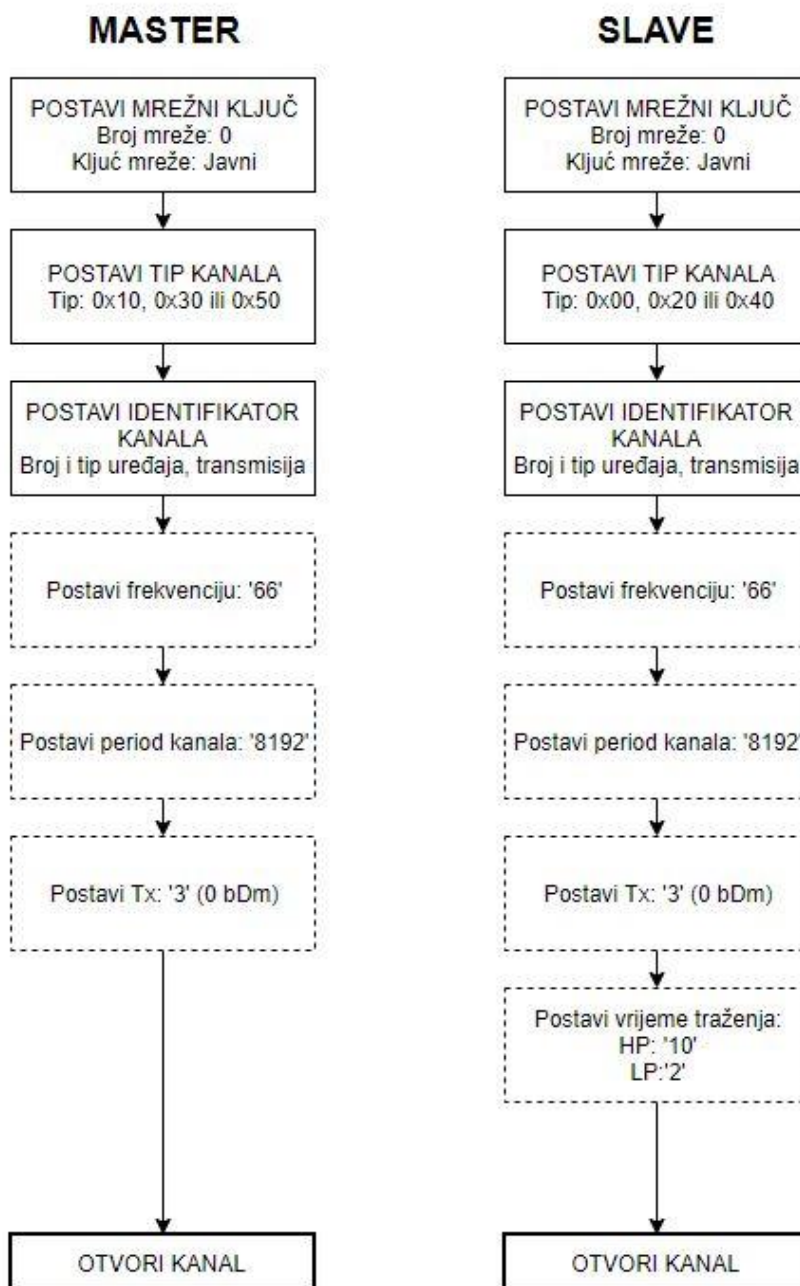 MASTER
POSTAVI MREŽNI KLJUČ
Broj mreže: 0
Ključ mreže: Javni
POSTAVI TIP KANALA
Tip: 0x10, 0x30 ili 0x50
POSTAVI IDENTIFIKATOR
KANALA
Broj i tip uređaja, transmisija
Postavi frekvenciju: '66'
Postavi period kanala: '8192'
Postavi Tx: '3' (0 bDm)
OTVORI KANAL
SLAVE
POSTAVI MREŽNI KLJUČ
Broj mreže: 0
Ključ mreže: Javni
POSTAVI TIP KANALA
Tip: 0x00, 0x20 ili 0x40
POSTAVI IDENTIFIKATOR
KANALA
Broj i tip uređaja, transmisija
Postavi frekvenciju: '66'
Postavi period kanala: '8192'
Postavi Tx: '3' (0 bDm)
Postavi vrijeme traženja:
HP: '10'
LP:'2'
OTVORI KANAL